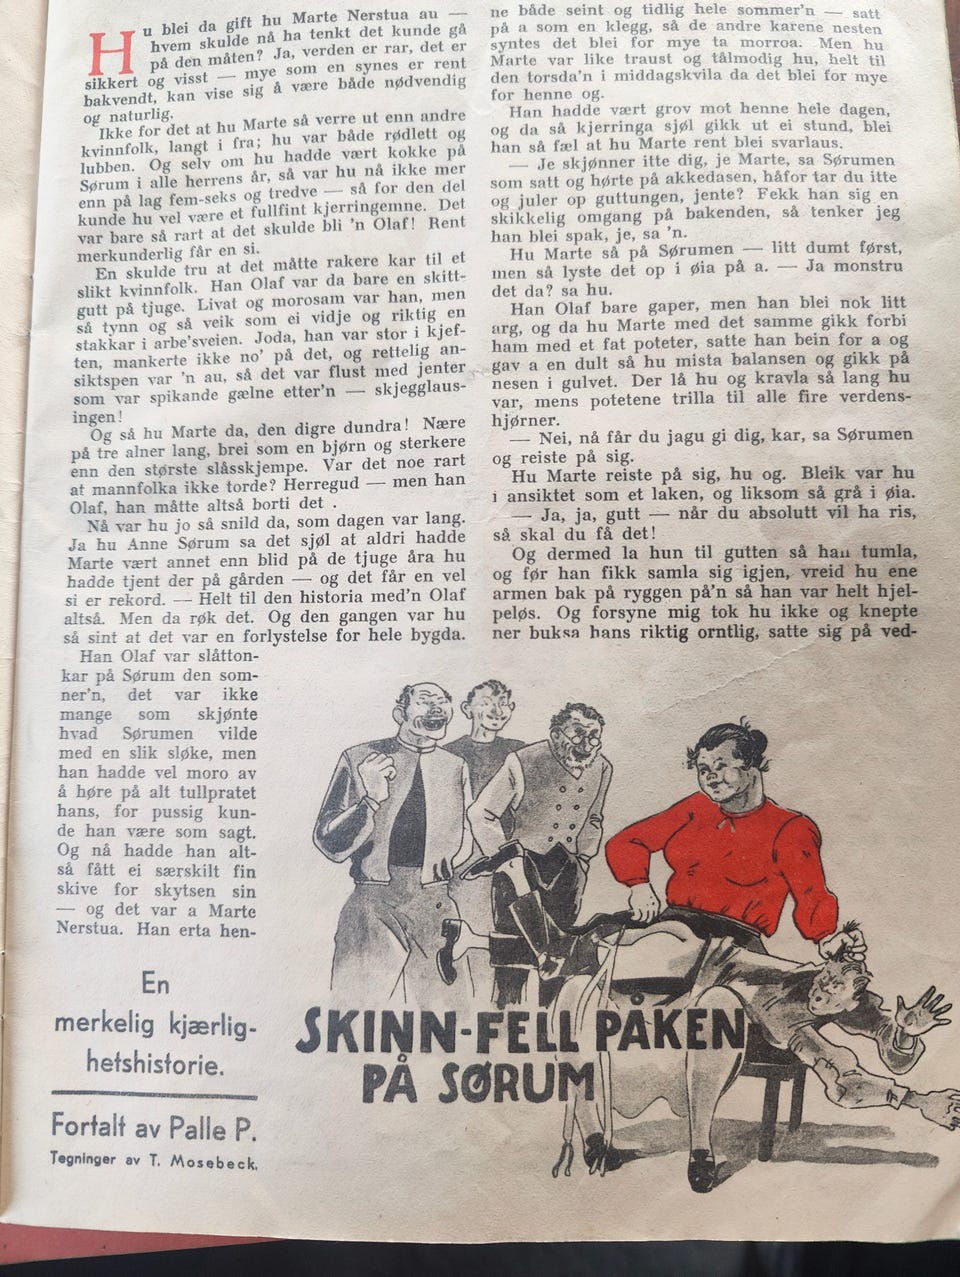 Hu blei da gift hu Marte Nerstua au —
hvem skulde nå ha tenkt det kunde gå
på den måten? Ja, verden er rar, det er
sikkert og visst — mye som en synes er rent
bakvendt, kan vise sig å være både nødvendig
og naturlig.
Ikke for det at hu Marte så verre ut enn andre
kvinnfolk, langt i fra; hu var både rødlett og
lubben. Og selv om hu hadde vært kokke på
Sørum i alle herrens år, så var hu nå ikke mer
enn på lag fem-seks og tredve — så for den del
kunde hu vel være et fullfint kjerringemne. Det
var bare så rart at det skulde bli 'n Olaf! Rent
merkunderlig får en si.
En skulde tru at det måtte rakere kar til et
slikt kvinnfolk. Han Olaf var da bare en skitt-
gutt på tjuge. Livat og morosam var han, men
så tynn og så veik som ei vidje og riktig en
stakkar i arbe'sveien. Joda, han var stor i kjef-
ten, mankerte ikke no' på det, og rettelig an-
siktspen var 'n au, så det var flust med jenter
som var spikande gælne etter'n — skjegglaus-
ingen!
Og så hu Marte da, den digre dundra! Nære
på tre alner lang, brei som en bjørn og sterkere
enn den største slåsskjempe. Var det noe rart
at mannfolka ikke torde? Herregud — men han
Olaf, han måtte altså borti det .
Nå var hu jo så snild da, som dagen var lang.
Ja hu Anne Sørum sa det sjøl at aldri hadde
Marte vært annet enn blid på de tjuge åra hu
hadde tjent der på gården — og det får en vel
si er rekord. — Helt til den historia med'n Olaf
altså. Men da røk det. Og den gangen var hu
så sint at det var en forlystelse for hele bygda.
Han Olaf var slåtton-
kar på Sørum den som-
ner'n, det var ikke
mange som skjønte
hvad Sørumen vilde
med en slik sløke, men
han hadde vel moro av
å høre på alt tullpratet
hans, for pussig kun-
de han være som sagt.
Og nå hadde han alt-
så fått ei særskilt fin
skive for skytsen sin
— og det var a Marte
Nerstua. Han erta hen-
ne både seint og tidlig hele sommer'n — satt
på a som en klegg, så de andre karene nesten
syntes det blei for mye ta morroa. Men hu
Marte var like traust og tålmodig hu, helt til
den torsda'n i middagskvila da det blei for mye
for henne og.
Han hadde vært grov mot henne hele dagen,
og da så kjerringa sjøl gikk ut ei stund, blei
han så fæl at hu Marte rent blei svarlaus.
— Je skjønner itte dig, je Marte, sa Sørumen
som satt og hørte på akkedasen, håfor tar du itte
og juler op guttungen, jente? Fekk han sig en
skikkelig omgang på bakenden, så tenker jeg
han blei spak, je, sa 'n.
Hu Marte så på Sørumen — litt dumt først,
men så lyste det op i øia på a. — Ja monstru
det da? sa hu.
Han Olaf bare gaper, men han blei nok litt
arg, og da hu Marte med det samme gikk forbi
ham med et fat poteter, satte han bein for a og
gav a en dult så hu mista balansen og gikk på
nesen i gulvet. Der lå hu og kravla så lang hu
var, mens potetene trilla til alle fire verdens-
hjørner.
— Nei, nå får du jagu gi dig, kar, sa Sørumen
og reiste på sig.
Hu Marte reiste på sig, hu og. Bleik var hu
i ansiktet som et laken, og liksom så grå i øia.
— Ja, ja, gutt — når du absolutt vil ha ris,
så skal du få det!
Og dermed la hun til gutten så han tumla,
og før han fikk samla sig igjen, vreid hu ene
armen bak på ryggen på'n så han var helt hjel-
peløs. Og forsyne mig tok hu ikke og knepte
ner buksa hans riktig orntlig, satte sig på ved-
En
merkelig kjærlig-
hetshistorie.
Fortalt av Palle P.
Tegninger av T. Mosebeck.
SKINN-FELL PÅKEN
PÅ SØRUM